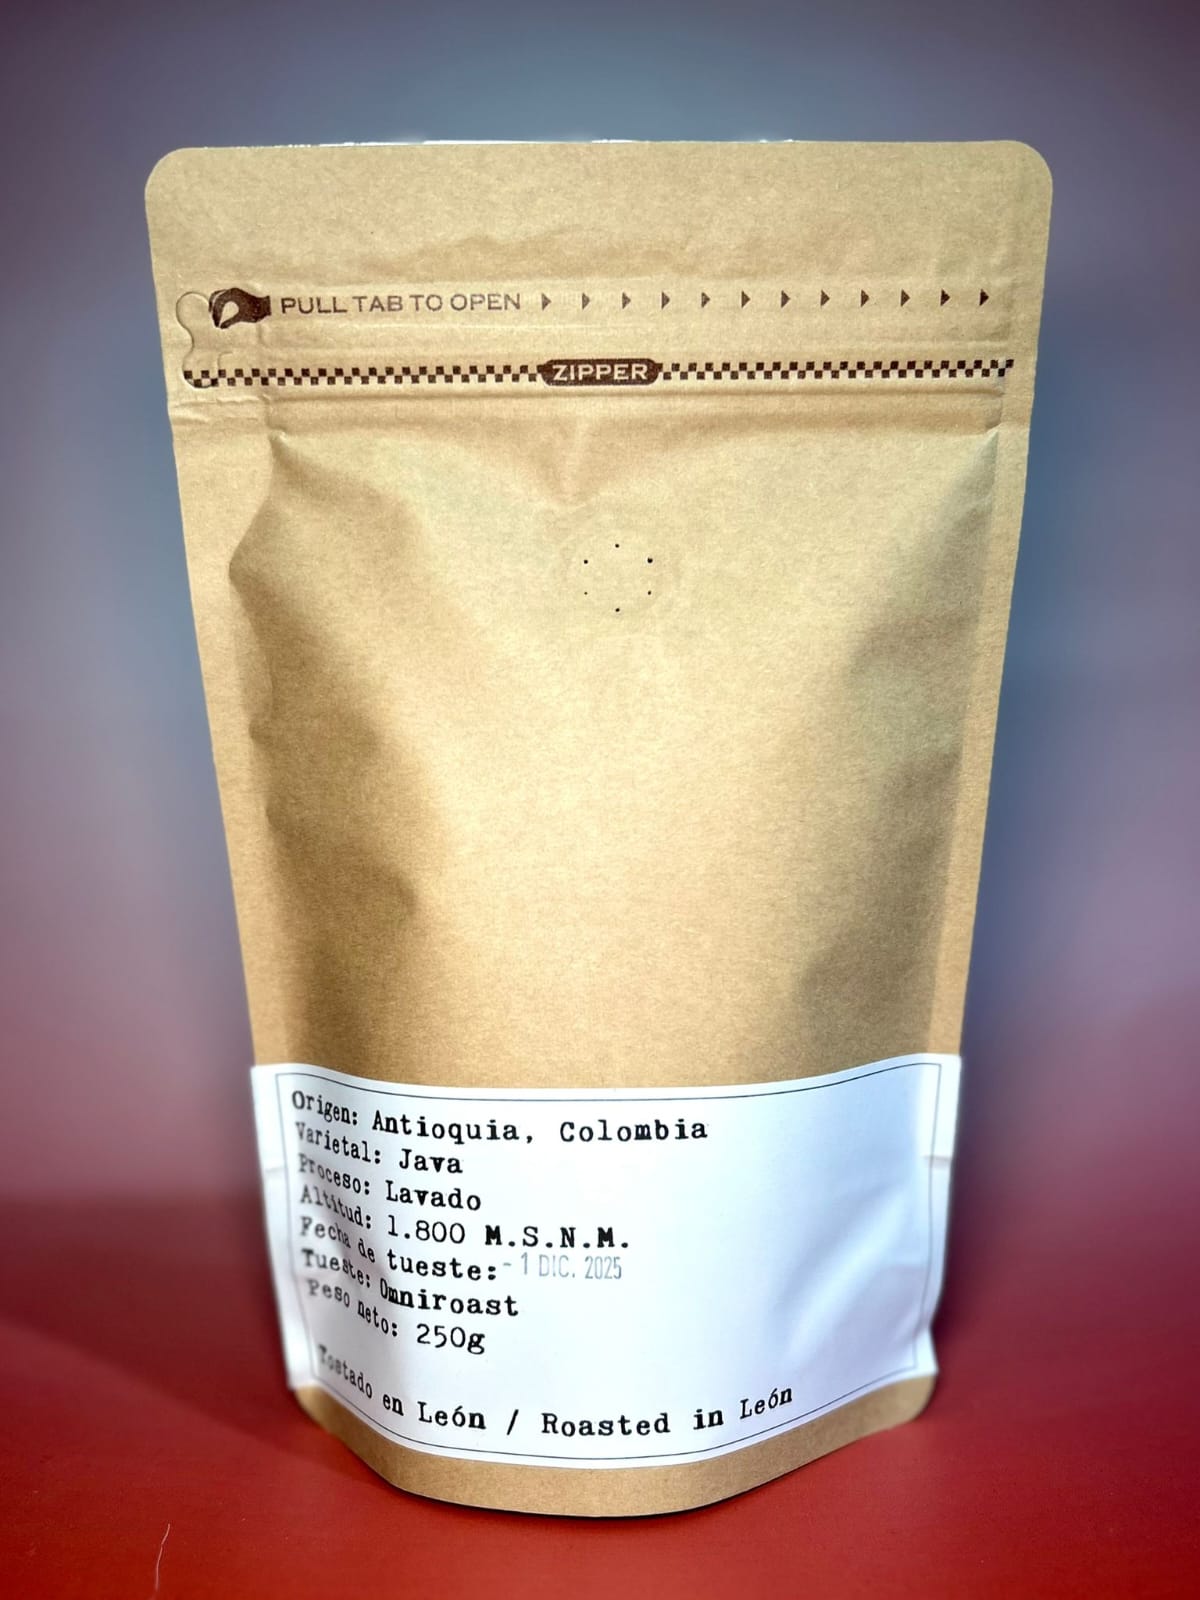 PULL TAB TO OPEN
ZIPPER
Origen: Antioquia, Colombia
Varietal: Java
Proceso: Lavado
Altitud: 1.800 M.S.N.M.
Fecha de tueste: - 1 DIC. 2025
Tueste: Omniroast
Peso neto: 250g
Tostado en León / Roasted in León